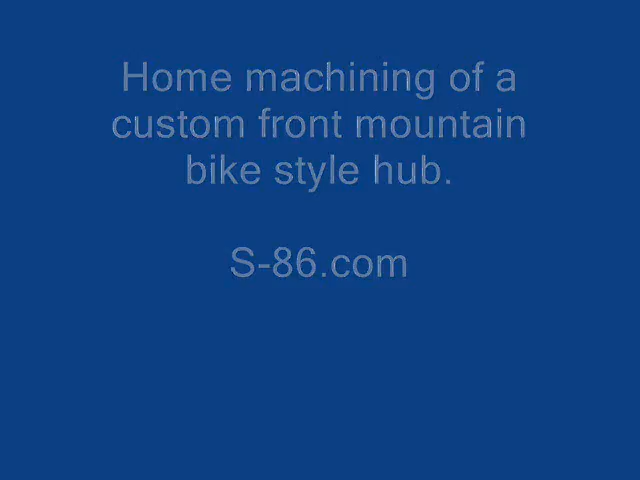 Home machining of a
custom front mountain
bike style hub.
S-86.com